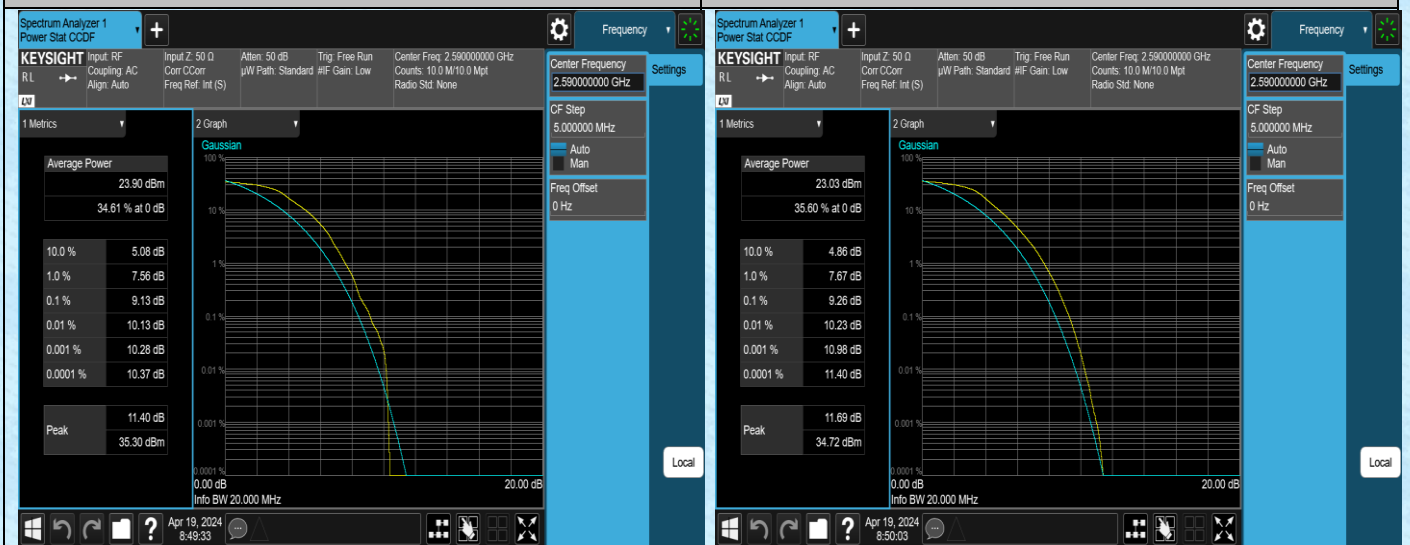 Spectrum Analyzer 1
Power Stat CCDF
+
Frequency
KEYSIGHT
RL
LXI
Input: RF
Coupling: AC
Align: Auto
Input Z: 50 Ω
Corr CCorr
Freq Ref: Int (S)
Atten: 50 dB
µW Path: Standard
Trig: Free Run
#IF Gain: Low
Center Freq: 2.590000000 GHz
Counts: 10.0 M/10.0 Mpt
Radio Std: None
Center Frequency
2.590000000 GHz
Settings
CF Step
5.000000 MHz
Auto
Man
Freq Offset
0 Hz
1 Metrics
Average Power
23.90 dBm
34.61 % at 0 dB
10.0 % 5.08 dB
1.0 % 7.56 dB
0.1 % 9.13 dB
0.01 % 10.13 dB
0.001 % 10.28 dB
0.0001 % 10.37 dB
Peak
11.40 dB
35.30 dBm
2 Graph
Gaussian
100 %
10 %
1 %
0.1 %
0.01 %
0.001 %
0.0001 %
0.00 dB 20.00 dB
Info BW 20.000 MHz
Local
?
Apr 19, 2024
8:49:33
Spectrum Analyzer 1
Power Stat CCDF
+
Frequency
KEYSIGHT
RL
LXI
Input: RF
Coupling: AC
Align: Auto
Input Z: 50 Ω
Corr CCorr
Freq Ref: Int (S)
Atten: 50 dB
µW Path: Standard
Trig: Free Run
#IF Gain: Low
Center Freq: 2.590000000 GHz
Counts: 10.0 M/10.0 Mpt
Radio Std: None
Center Frequency
2.590000000 GHz
Settings
CF Step
5.000000 MHz
Auto
Man
Freq Offset
0 Hz
1 Metrics
Average Power
23.03 dBm
35.60 % at 0 dB
10.0 % 4.86 dB
1.0 % 7.67 dB
0.1 % 9.26 dB
0.01 % 10.23 dB
0.001 % 10.98 dB
0.0001 % 11.40 dB
Peak
11.69 dB
34.72 dBm
2 Graph
Gaussian
100 %
10 %
1 %
0.1 %
0.01 %
0.001 %
0.0001 %
0.00 dB 20.00 dB
Info BW 20.000 MHz
Local
?
Apr 19, 2024
8:50:03